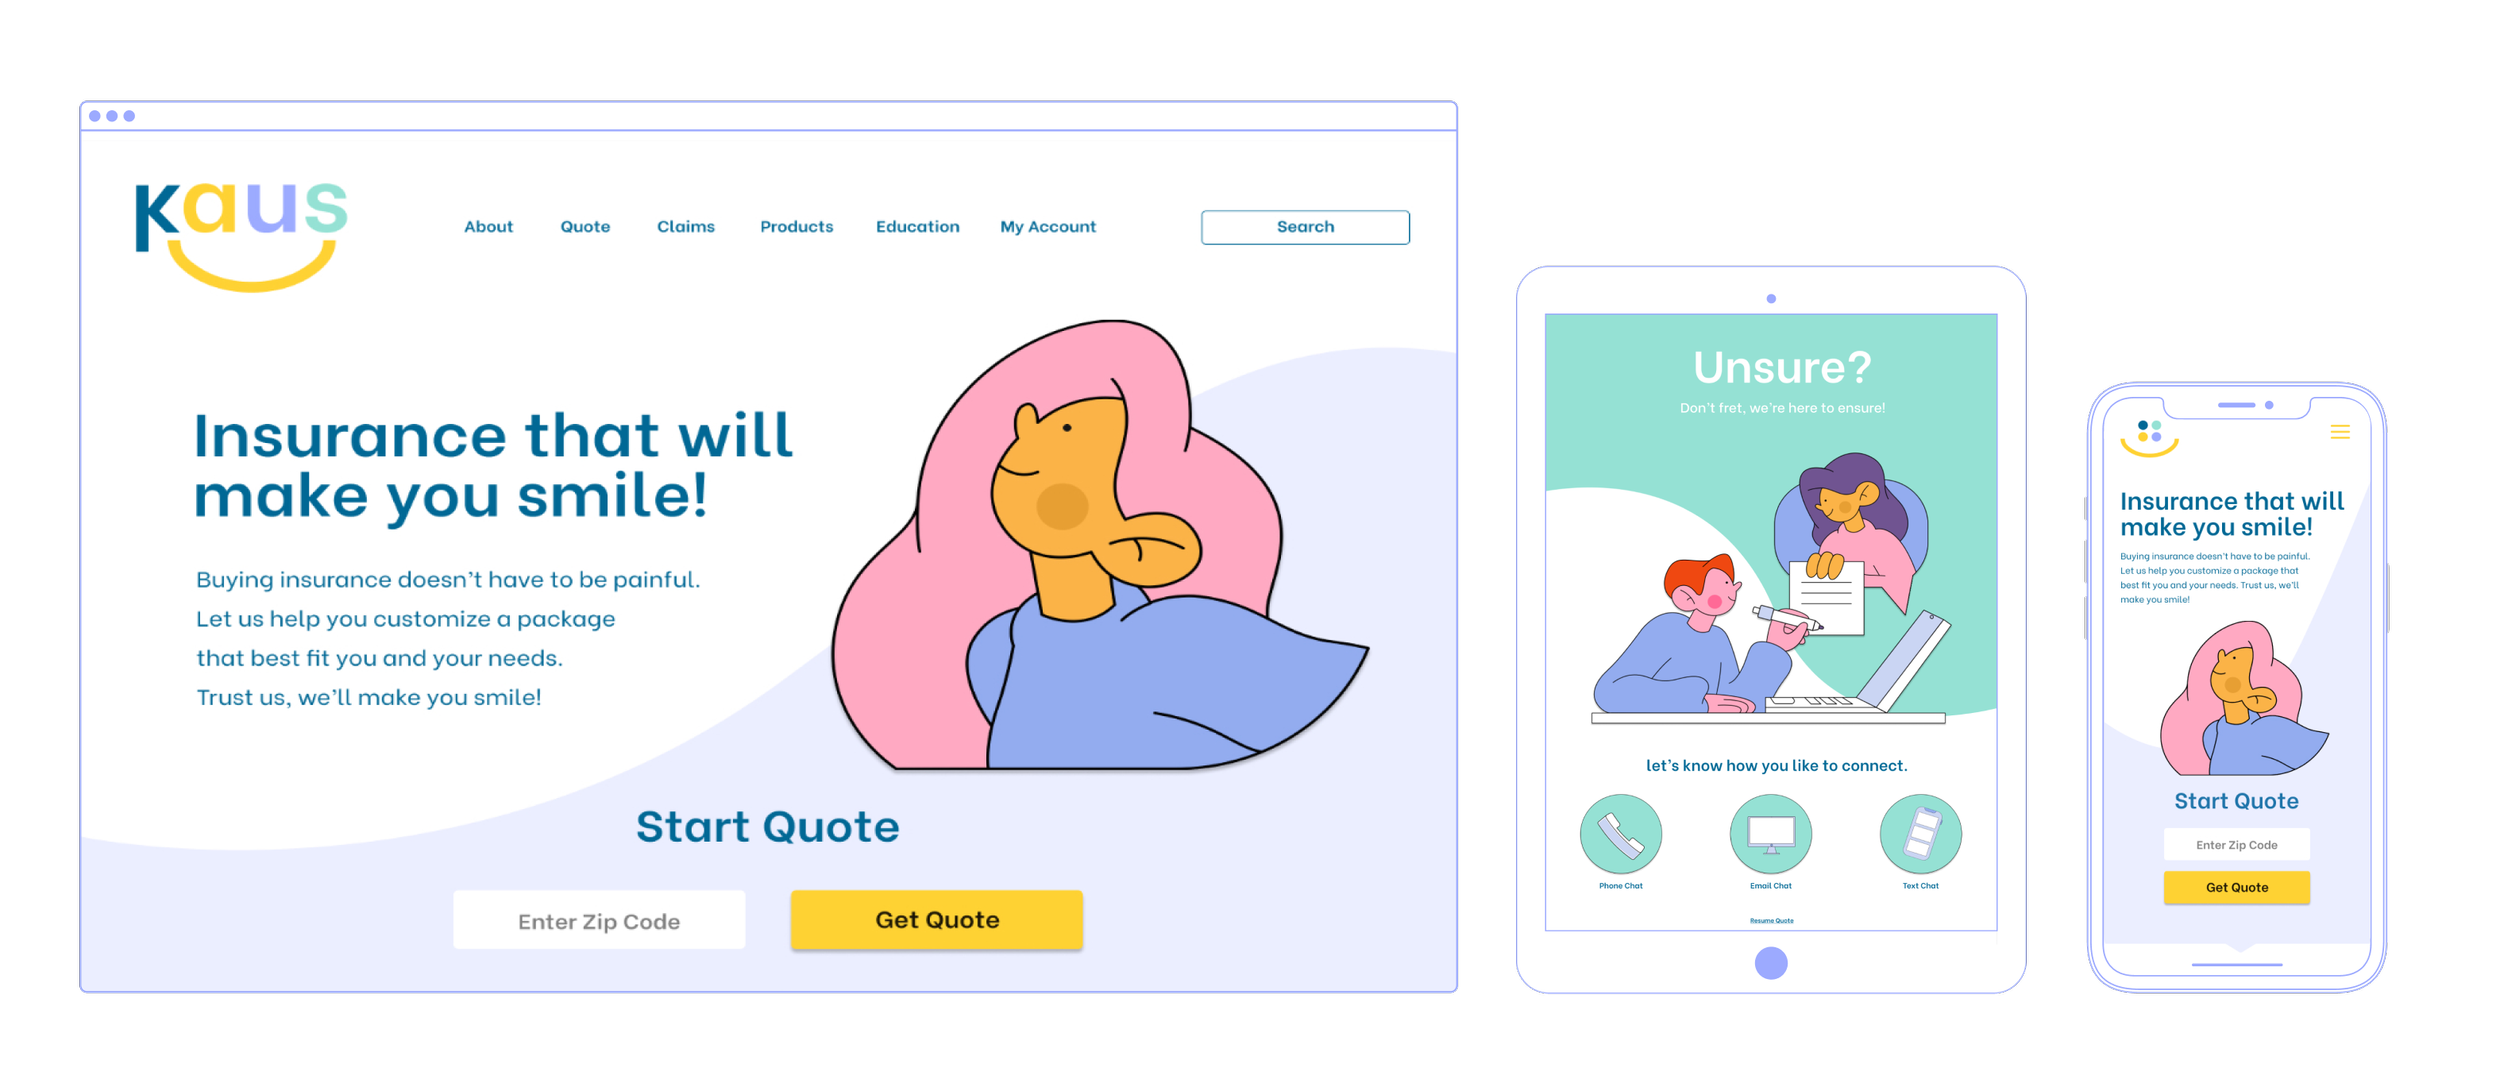 kaus
About Quote Claims Products Education My Account Search
Insurance that will
make you smile!
Buying insurance doesn't have to be painful.
Let us help you customize a package
that best fit you and your needs.
Trust us, we'll make you smile!
Start Quote
Enter Zip Code Get Quote
Unsure?
Don't fret, we're here to ensure!
let's know how you like to connect.
Phone Chat Email Chat Text Chat
Resume Quote
Insurance that will
make you smile!
Buying insurance doesn't have to be painful.
Let us help you customize a package that
best fit you and your needs. Trust us, we'll
make you smile!
Start Quote
Enter Zip Code
Get Quote